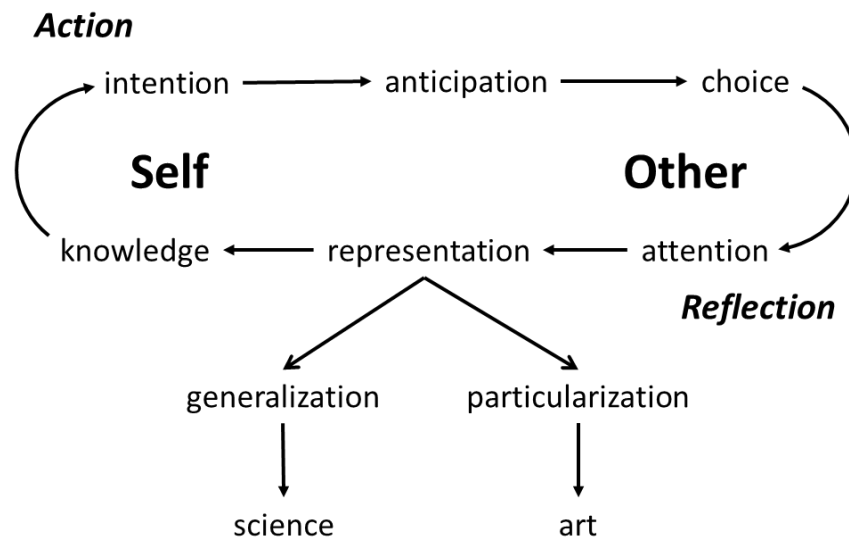 Action
intention anticipation choice
Self Other
knowledge representation attention
Reflection
generalization particularization
science art